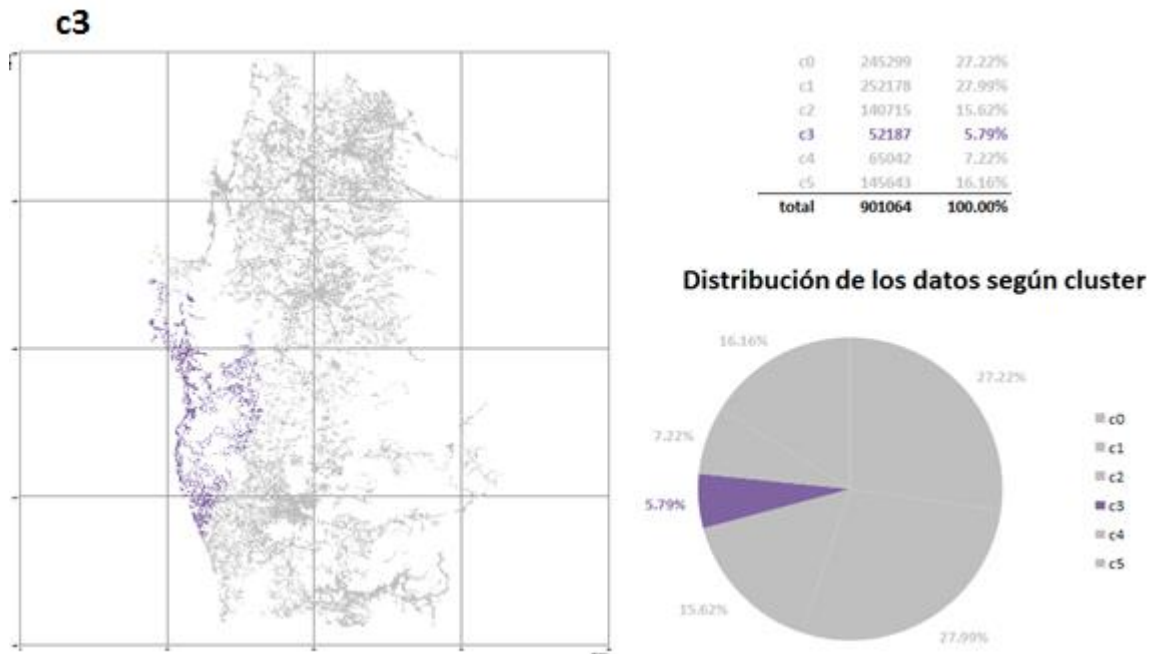 c3
c0 245299 27.22%
c1 252178 27.99%
c2 140715 15.62%
c3 52187 5.79%
c4 65042 7.22%
c5 145643 16.16%
total 901064 100.00%
Distribución de los datos según cluster
16.16%
27.22%
7.22%
5.79%
15.62%
27.99%
c0
c1
c2
c3
c4
c5